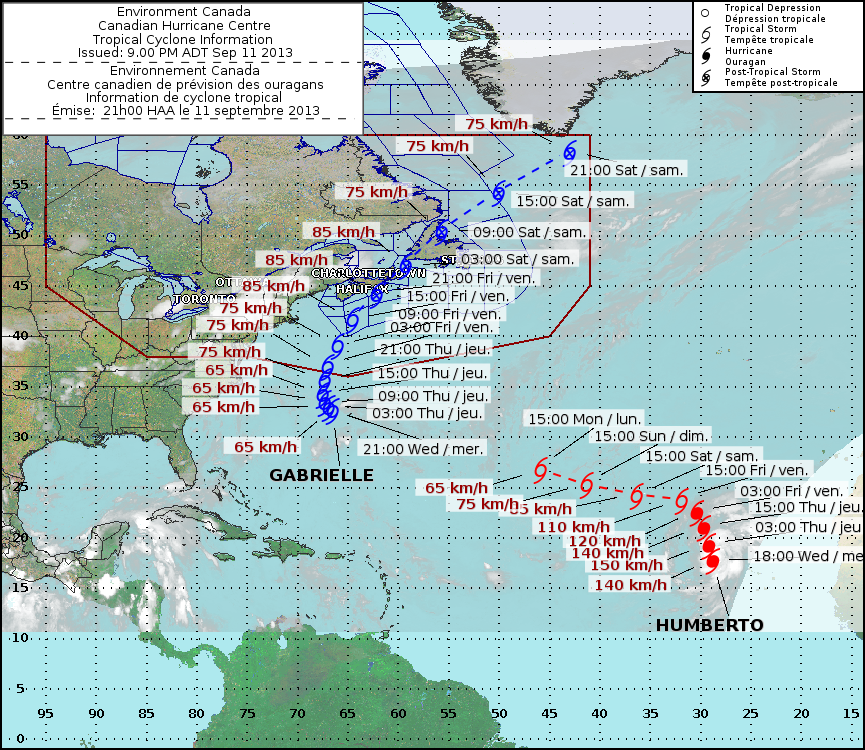 Environment Canada
Canadian Hurricane Centre
Tropical Cyclone Information
Issued: 9.00 PM ADT Sep 11 2013
Environnement Canada
Centre canadien de prévision des ouragans
Information de cyclone tropical
Émise: 21h00 HAA le 11 septembre 2013
Tropical Depression
Dépression tropicale
Tropical Storm
Tempête tropicale
Hurricane
Ouragan
Post-Tropical Storm
Tempête post-tropicale
75 km/h
75 km/h
21:00 Sat / sam.
75 km/h
15:00 Sat / sam.
85 km/h
09:00 Sat / sam.
85 km/h
ST
03:00 Sat / sam.
CHARLOTTETOWN
21:00 Fri / ven.
85 km/h
HALIFAX
TORONTO
15:00 Fri / ven.
75 km/h
09:00 Fri / ven.
75 km/h
03:00 Fri / ven.
75 km/h
21:00 Thu / jeu.
65 km/h
15:00 Thu / jeu.
65 km/h
09:00 Thu / jeu.
65 km/h
03:00 Thu / jeu.
65 km/h
21:00 Wed / mer.
GABRIELLE
15:00 Mon / lun.
15:00 Sun / dim.
15:00 Sat / sam.
15:00 Fri / ven.
65 km/h
03:00 Fri / ven.
75 km/h
85 km/h
15:00 Thu / jeu.
110 km/h
03:00 Thu / jeu
120 km/h
140 km/h
18:00 Wed / me
150 km/h
140 km/h
HUMBERTO
55
50
45
40
35
30
25
20
15
10
5
0
95 90 85 80 75 70 65 60 55 50 45 40 35 30 25 20 15